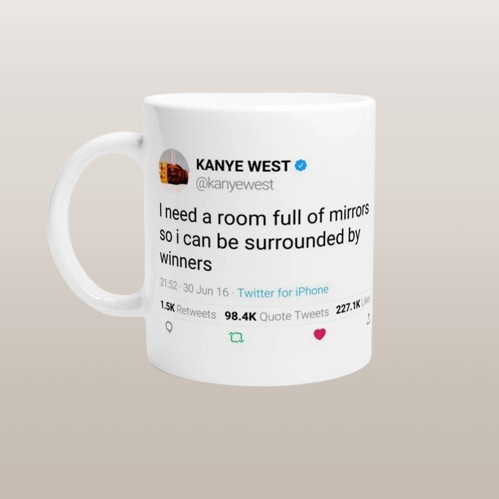 KANYE WEST
@kanyewest
I need a room full of mirrors
so i can be surrounded by
winners
21:52 · 30 Jun 16 · Twitter for iPhone
1.5K Retweets 98.4K Quote Tweets 227.1K Likes